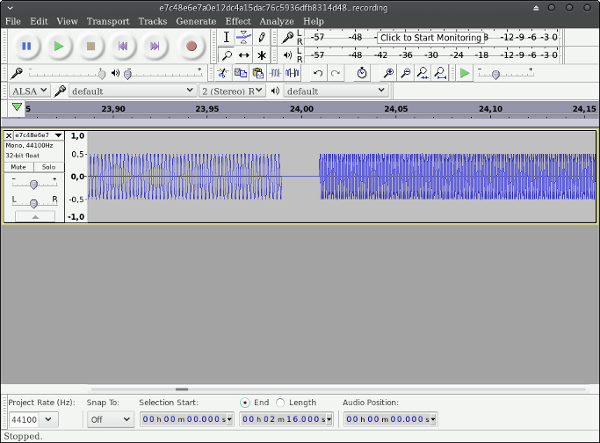 e7c48e6e7a0e12dc4a15dac76c5936dfb8314d48..recording
File Edit View Transport Tracks Generate Effect Analyze Help
L R -57 -48 Click to Start Monitoring 8 -12 -9 -6 -3 0
L R -57 -48 -42 -36 -30 -24 -18 -12 -9 -6 -3 0
ALSA default 2 (Stereo) R default
5 23,90 23,95 24,00 24,05 24,10 24,15
e7c48e6e7 1,0
Mono, 44100Hz
32-bit float 0,5
Mute Solo
- + 0,0
L R -0,5
-1,0
Project Rate (Hz): Snap To: Selection Start: End Length Audio Position:
44100 Off 00 h 00 m 00.000 s 00 h 02 m 16.000 s 00 h 00 m 00.000 s
Stopped.